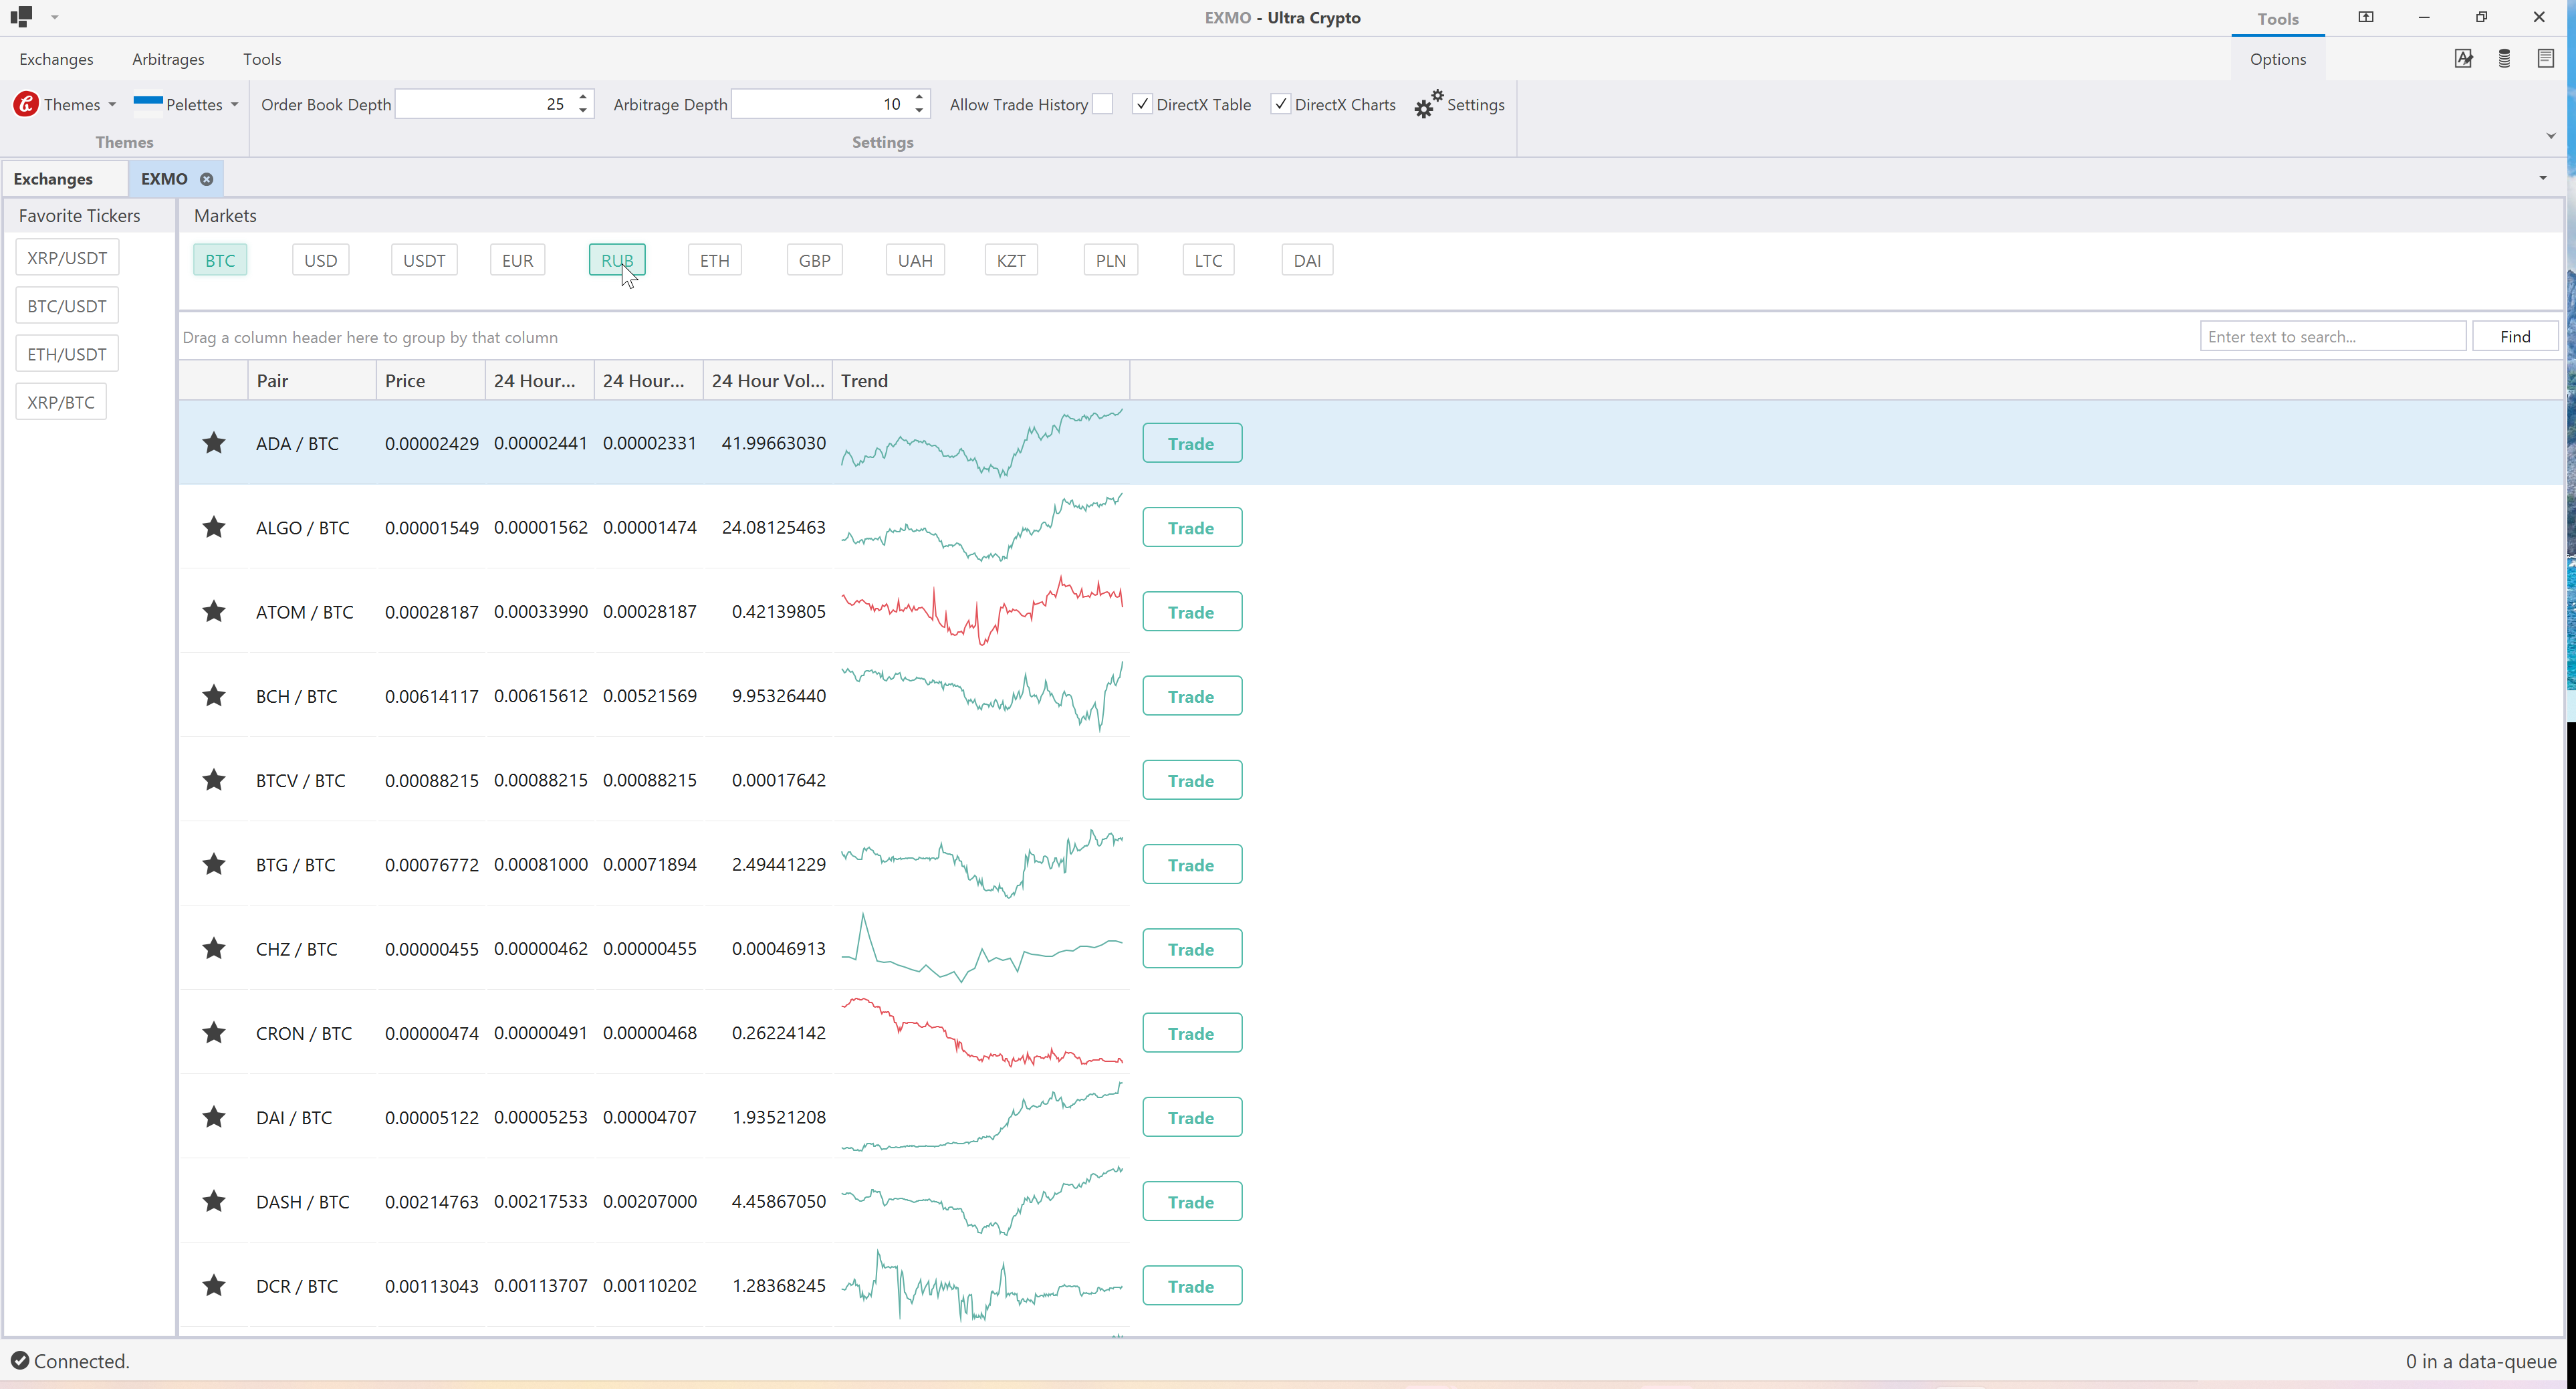 EXMO - Ultra Crypto
Tools
Exchanges
Arbitrages
Tools
Options
Themes
Pelettes
Order Book Depth
25
Arbitrage Depth
10
Allow Trade History
DirectX Table
DirectX Charts
Settings
Themes
Settings
Exchanges
EXMO
Favorite Tickers
XRP/USDT
BTC/USDT
ETH/USDT
XRP/BTC
Markets
BTC USD USDT EUR RUB ETH GBP UAH KZT PLN LTC DAI
Drag a column header here to group by that column
Enter text to search...
Find
Pair Price 24 Hour... 24 Hour... 24 Hour Vol... Trend
ADA / BTC 0.00002429 0.00002441 0.00002331 41.99663030 Trade
ALGO / BTC 0.00001549 0.00001562 0.00001474 24.08125463 Trade
ATOM / BTC 0.00028187 0.00033990 0.00028187 0.42139805 Trade
BCH / BTC 0.00614117 0.00615612 0.00521569 9.95326440 Trade
BTCV / BTC 0.00088215 0.00088215 0.00088215 0.00017642 Trade
BTG / BTC 0.00076772 0.00081000 0.00071894 2.49441229 Trade
CHZ / BTC 0.00000455 0.00000462 0.00000455 0.00046913 Trade
CRON / BTC 0.00000474 0.00000491 0.00000468 0.26224142 Trade
DAI / BTC 0.00005122 0.00005253 0.00004707 1.93521208 Trade
DASH / BTC 0.00214763 0.00217533 0.00207000 4.45867050 Trade
DCR / BTC 0.00113043 0.00113707 0.00110202 1.28368245 Trade
Connected.
0 in a data-queue